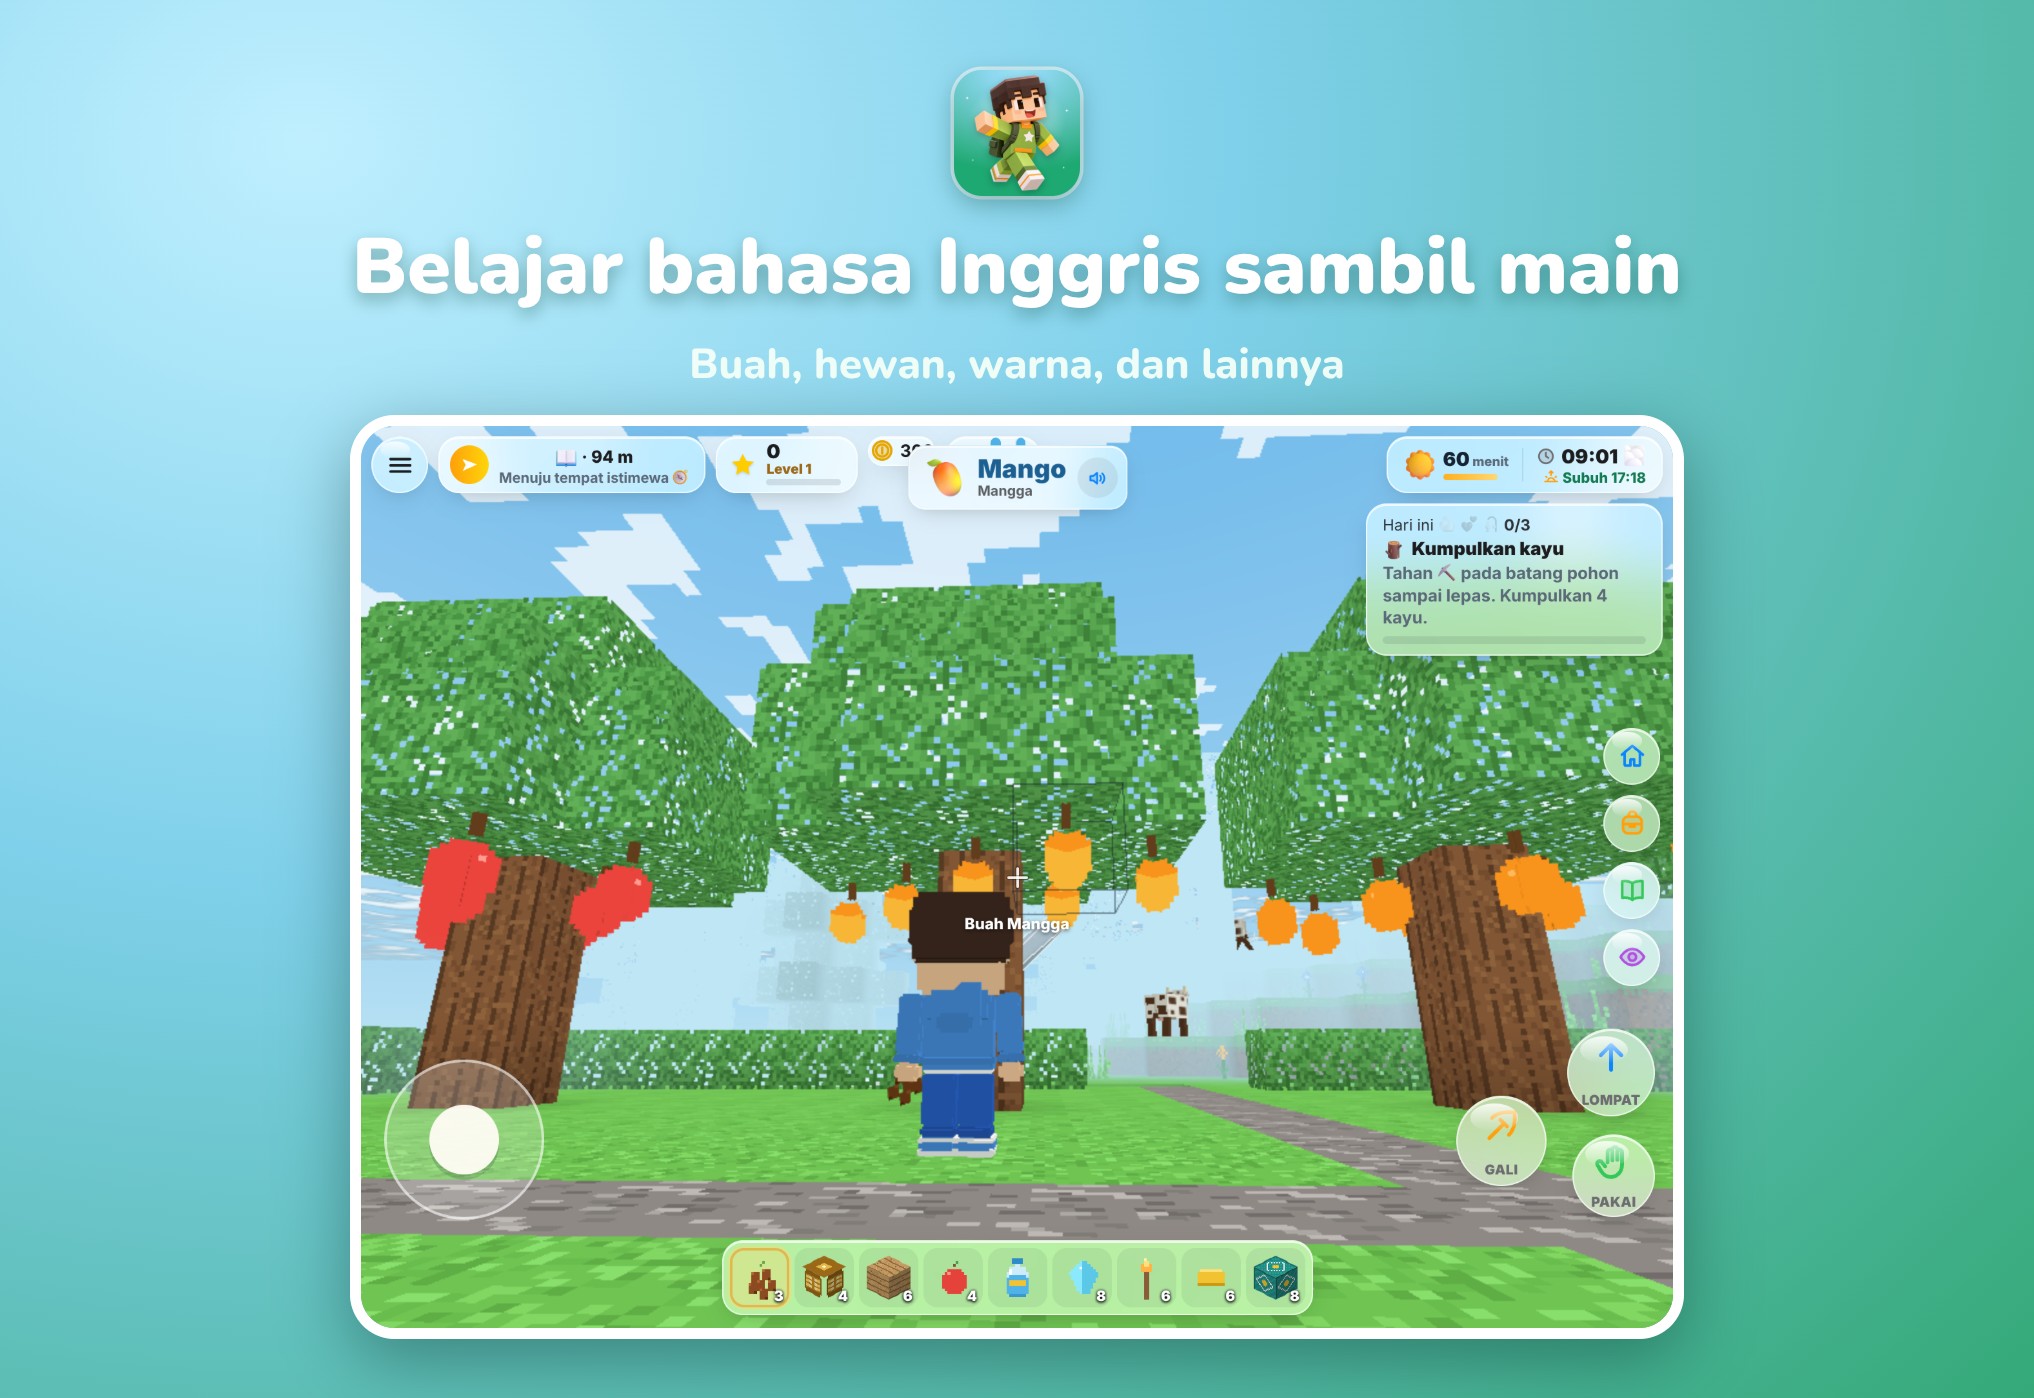 Belajar bahasa Inggris sambil main
Buah, hewan, warna, dan lainnya
· 94 m
Menuju tempat istimewa
0
Level 1
Mango
Mangga
60 menit
09:01
Subuh 17:18
Hari ini 0/3
Kumpulkan kayu
Tahan pada batang pohon
sampai lepas. Kumpulkan 4
kayu.
Buah Mangga
LOMPAT
GALI
PAKAI
3
4
6
4
8
6
6
8